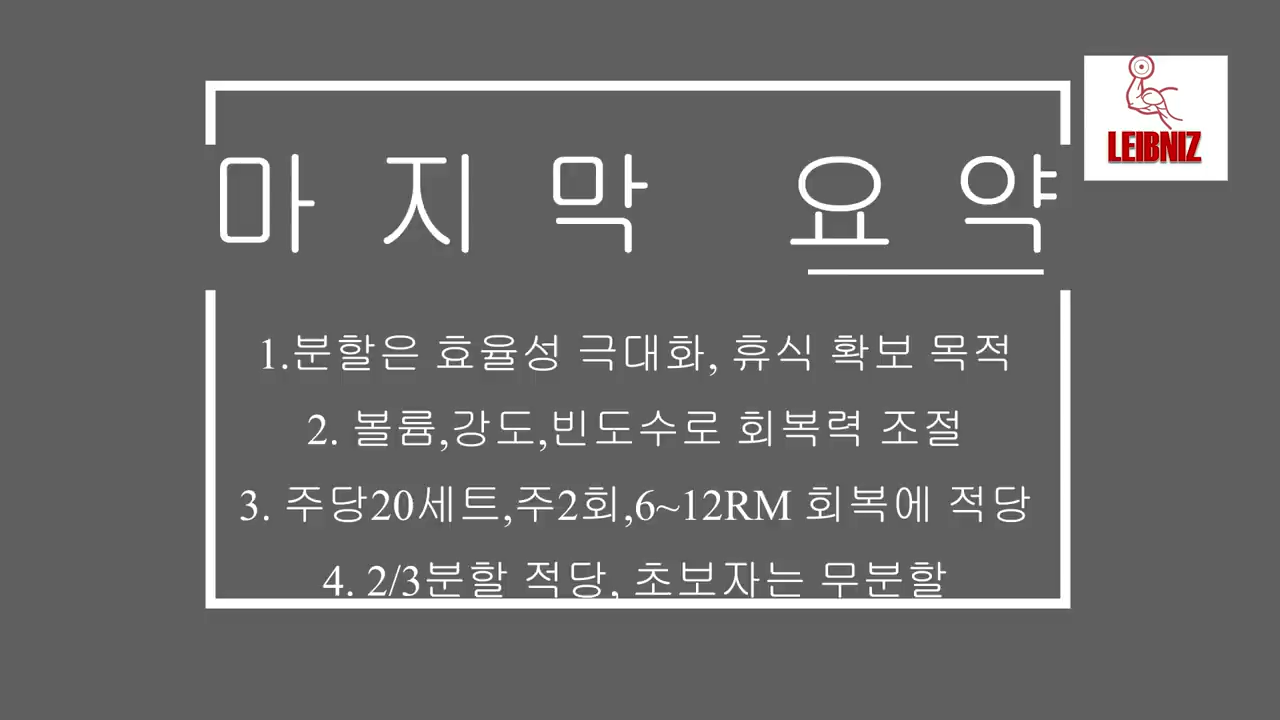 마지막 요약
LEIBNIZ
1.분할은 효율성 극대화, 휴식 확보 목적
2. 볼륨,강도,빈도수로 회복력 조절
3. 주당20세트,주2회,6~12RM 회복에 적당
4. 2/3분할 적당, 초보자는 무분할